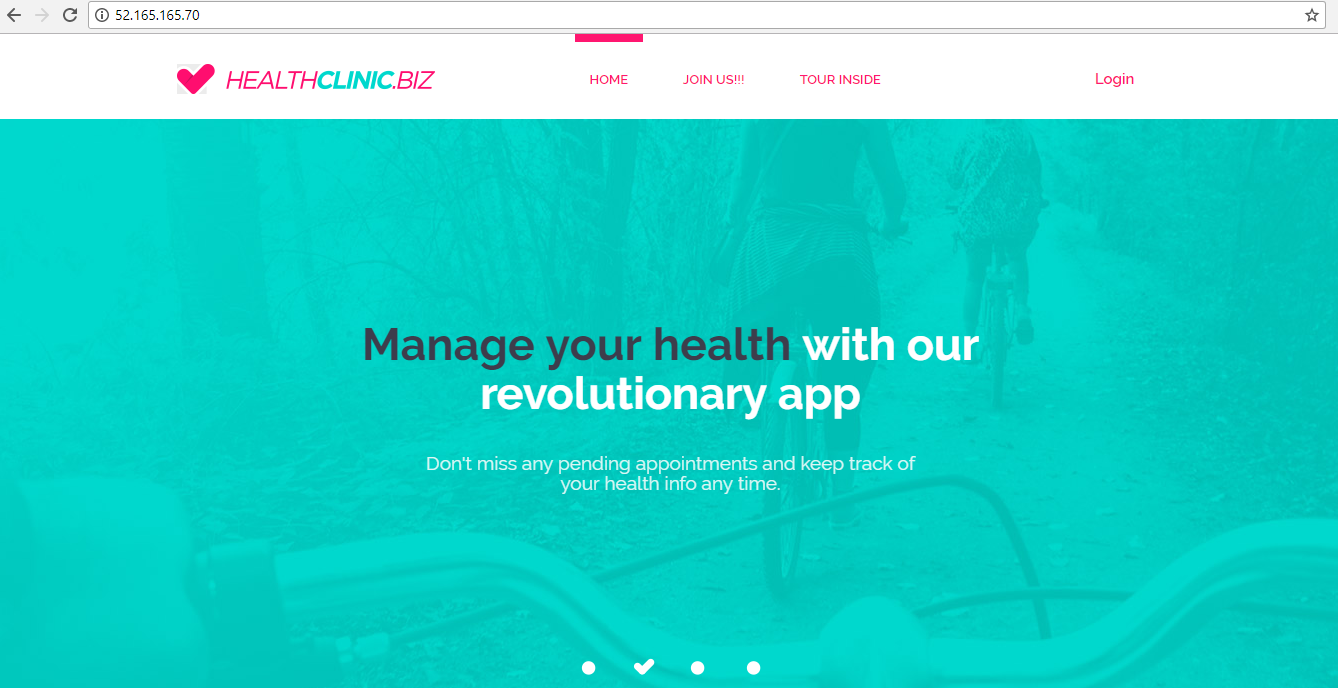 52.165.165.70
HEALTHCLINIC.BIZ
HOME
JOIN US!!!
TOUR INSIDE
Login
Manage your health with our
revolutionary app
Don't miss any pending appointments and keep track of
your health info any time.